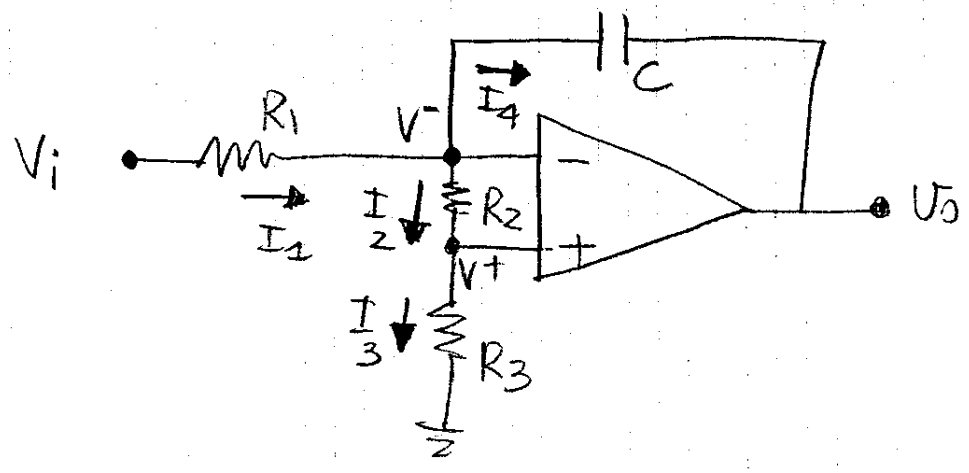 C
I4
R1
V-
Vi
-
I1
I2
R2
Vo
V+
+
I3
R3